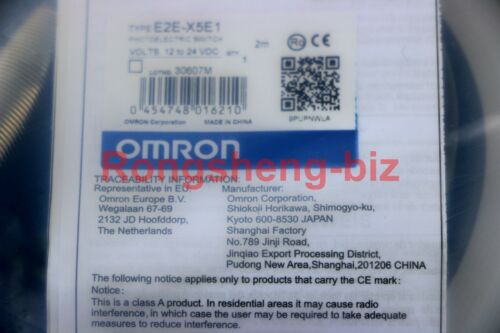 TYPE E2E-X5E1
PHOTOELECTRIC SWITCH
VOLTS. 12 to 24 VDC QTY. 1
2m
LOTNO. 30607M
0 454748 016210
OMRON Corporation MADE IN CHINA
9PUPNWLA
OMRON
Rongsheng-biz
TRACEABILITY INFORMATION:
Representative in EU:
Omron Europe B.V.
Wegalaan 67-69
2132 JD Hoofddorp,
The Netherlands
Manufacturer:
Omron Corporation,
Shiokoji Horikawa, Shimogyo-ku,
Kyoto 600-8530 JAPAN
Shanghai Factory
No.789 Jinji Road,
Jinqiao Export Processing District,
Pudong New Area,Shanghai,201206 CHINA
The following notice applies only to products that carry the CE mark:
Notice:
This is a class A product. In residential areas it may cause radio
interference, in which case the user may be required to take adequate
measures to reduce interference.